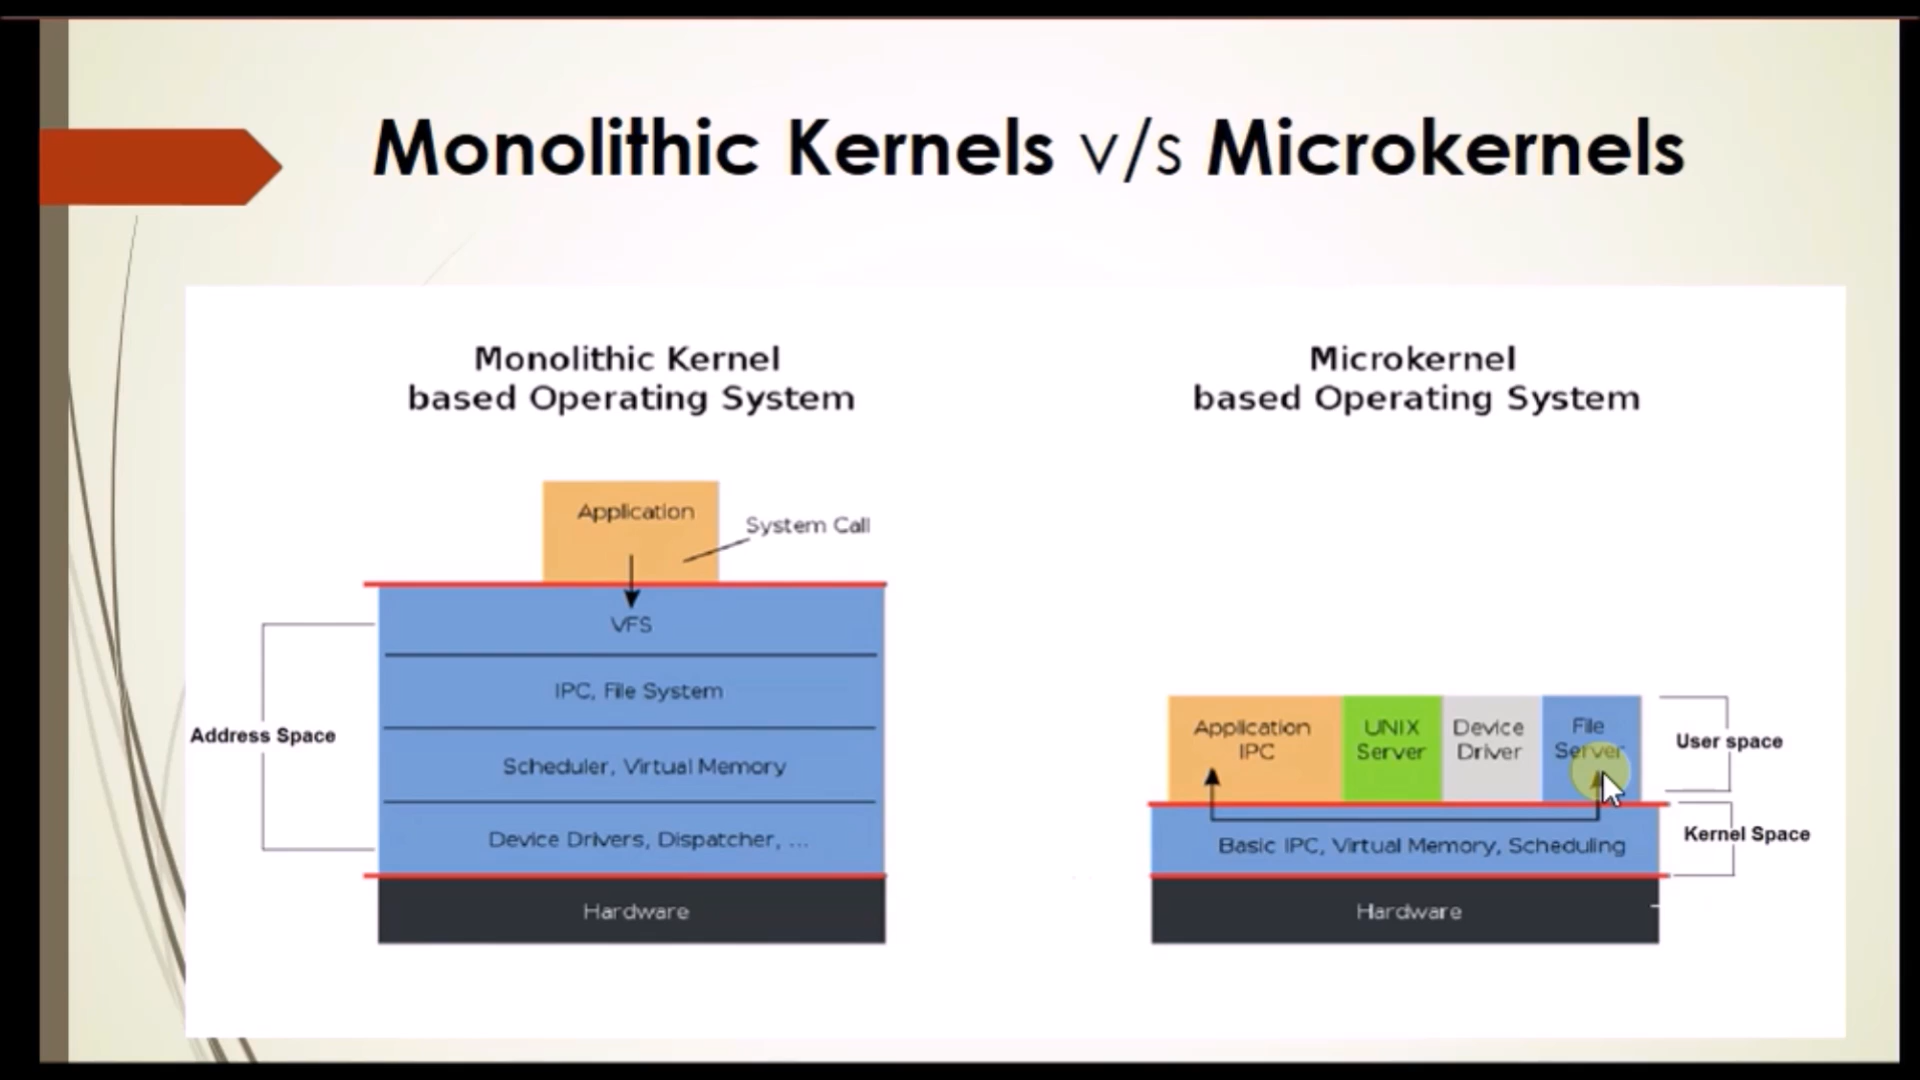 Monolithic Kernels v/s Microkernels
Monolithic Kernel
based Operating System
Application
System Call
VFS
IPC, File System
Scheduler, Virtual Memory
Device Drivers, Dispatcher, ...
Hardware
Address Space
Microkernel
based Operating System
Application
IPC
UNIX
Server
Device
Driver
File
Server
User space
Basic IPC, Virtual Memory, Scheduling
Kernel Space
Hardware